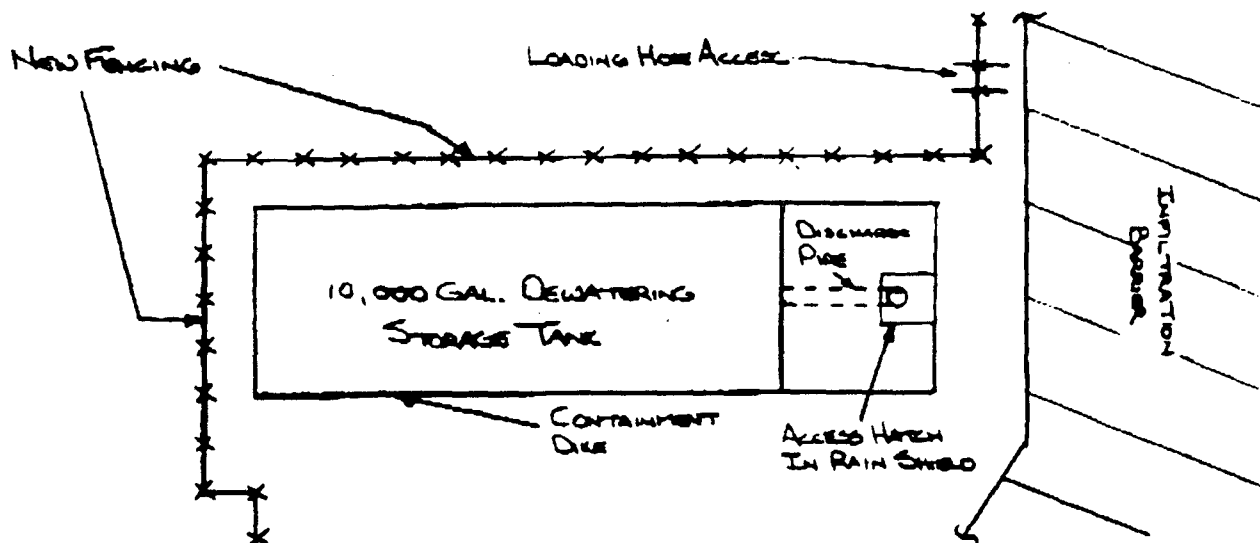 NEW FENCING
LOADING HOSE ACCESS
DISCHARGE
PIPE
10,000 GAL. DEWATTERING
STORAGE TANK
INFILTRATION
BARRIER
CONTAINMENT
DIKE
ACCESS HATCH
IN RAIN SHIELD